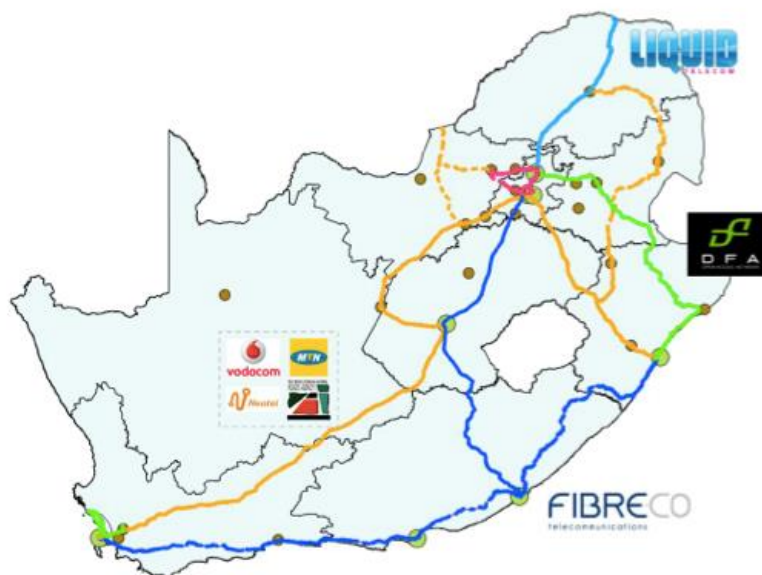 LIQUID
TELECOM
DFA
vodacom
MTN
Neotel
FIBRECO
telecommunications